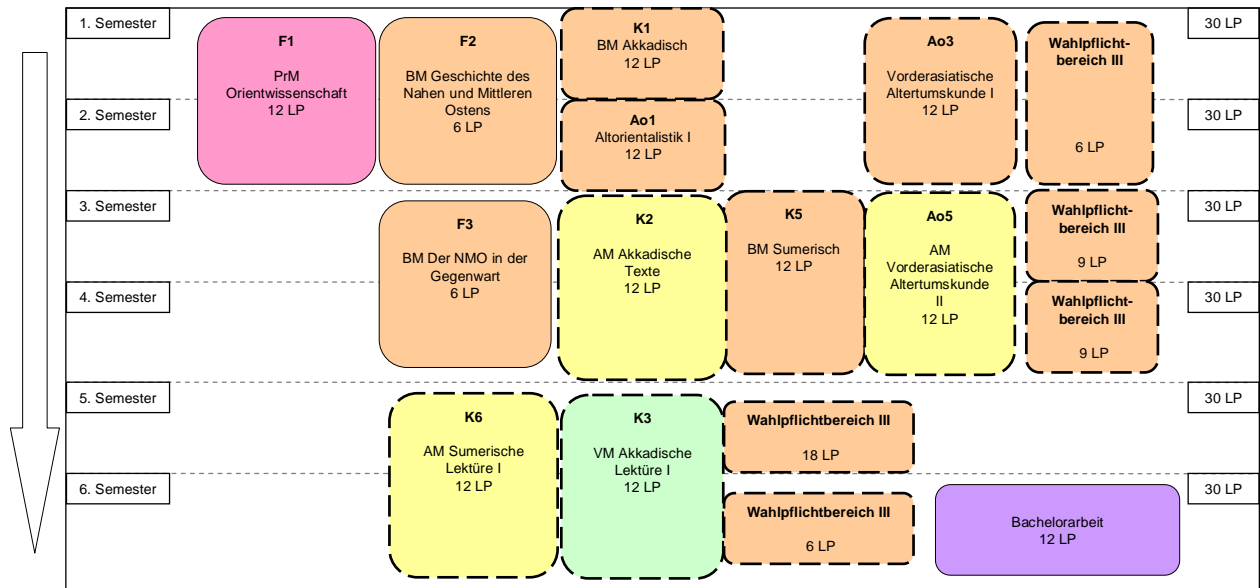 1. Semester
30 LP
F1
PrM
Orientwissenschaft
12 LP
F2
BM Geschichte des
Nahen und Mittleren
Ostens
6 LP
K1
BM Akkadisch
12 LP
Ao3
Vorderasiatische
Altertumskunde I
12 LP
Wahlpflicht-
bereich III
6 LP
2. Semester
30 LP
Ao1
Altorientalistik I
12 LP
3. Semester
30 LP
F3
BM Der NMO in der
Gegenwart
6 LP
K2
AM Akkadische
Texte
12 LP
K5
BM Sumerisch
12 LP
Ao5
AM
Vorderasiatische
Altertumskunde
II
12 LP
Wahlpflicht-
bereich III
9 LP
4. Semester
30 LP
Wahlpflicht-
bereich III
9 LP
5. Semester
30 LP
K6
AM Sumerische
Lektüre I
12 LP
K3
VM Akkadische
Lektüre I
12 LP
Wahlpflichtbereich III
18 LP
6. Semester
30 LP
Wahlpflichtbereich III
6 LP
Bachelorarbeit
12 LP